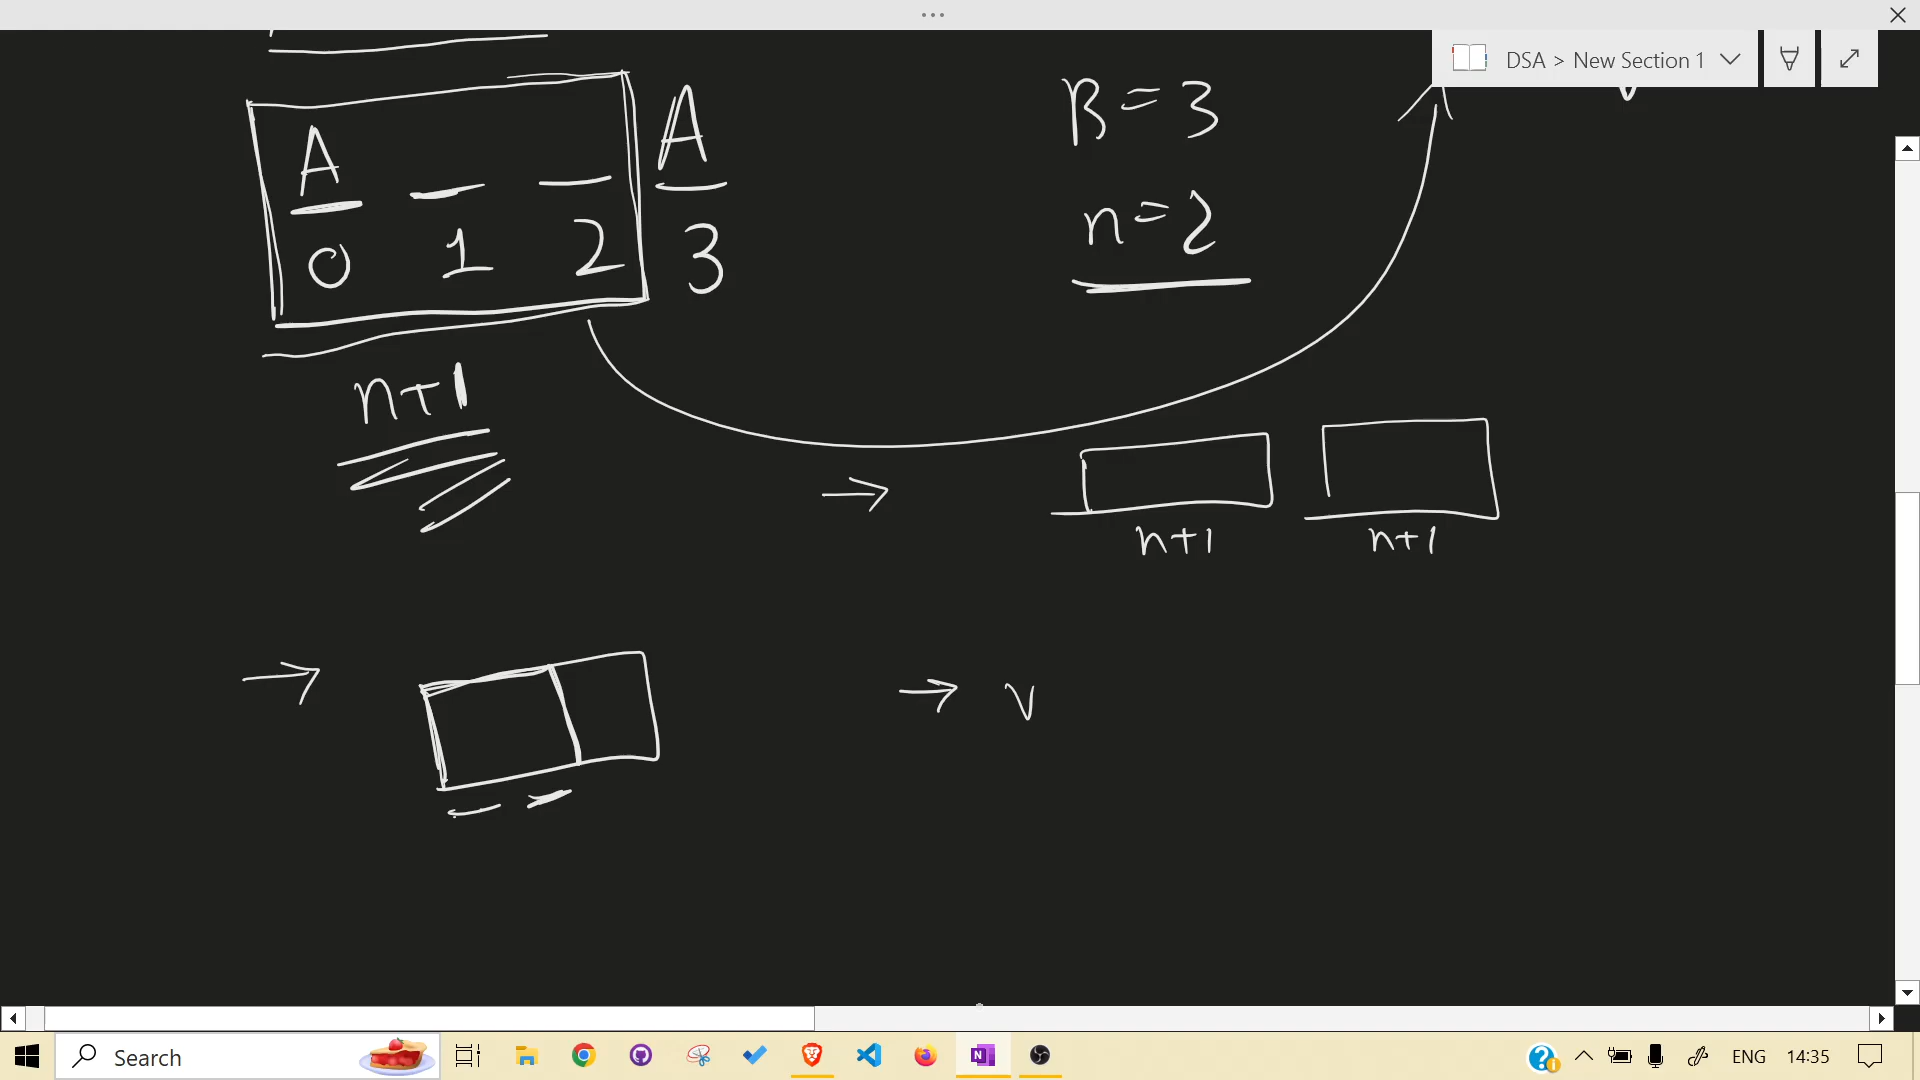 DSA > New Section 1
A A
0 1 2 3
B = 3
n = 2
n+1
n+1 n+1
Search
ENG 14:35